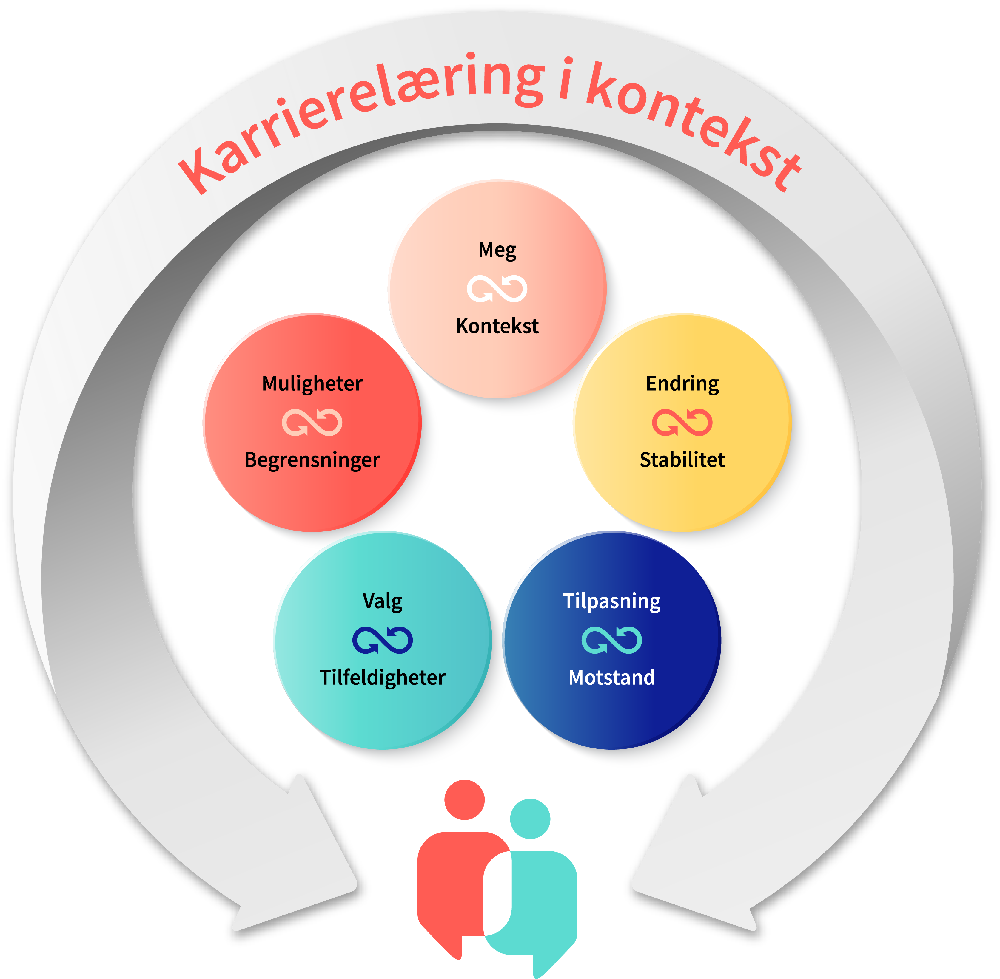 Karrierelæring i kontekst
Meg
Kontekst
Muligheter
Begrensninger
Endring
Stabilitet
Valg
Tilfeldigheter
Tilpasning
Motstand